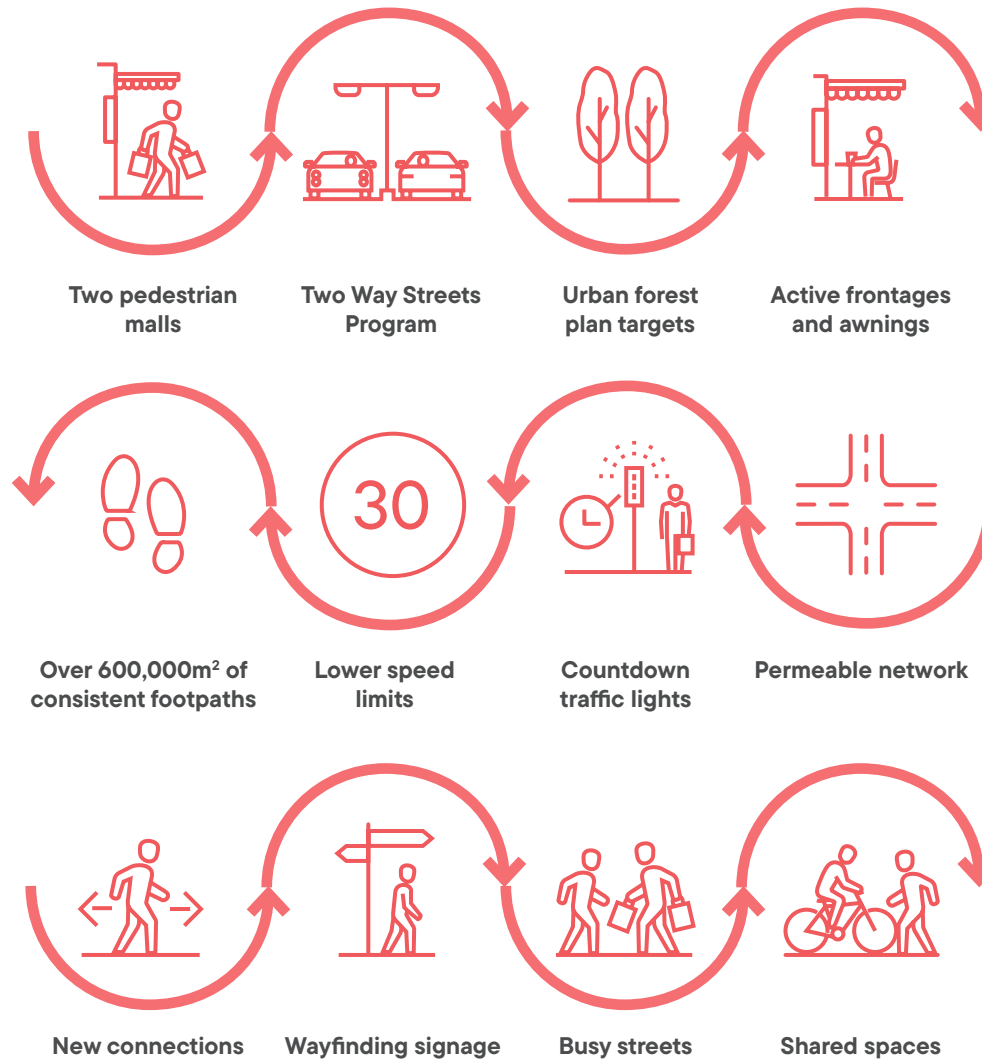 Two pedestrian
malls
Two Way Streets
Program
Urban forest
plan targets
Active frontages
and awnings
Over 600,000m² of
consistent footpaths
30
Lower speed
limits
Countdown
traffic lights
Permeable network
New connections
Wayfinding signage
Busy streets
Shared spaces